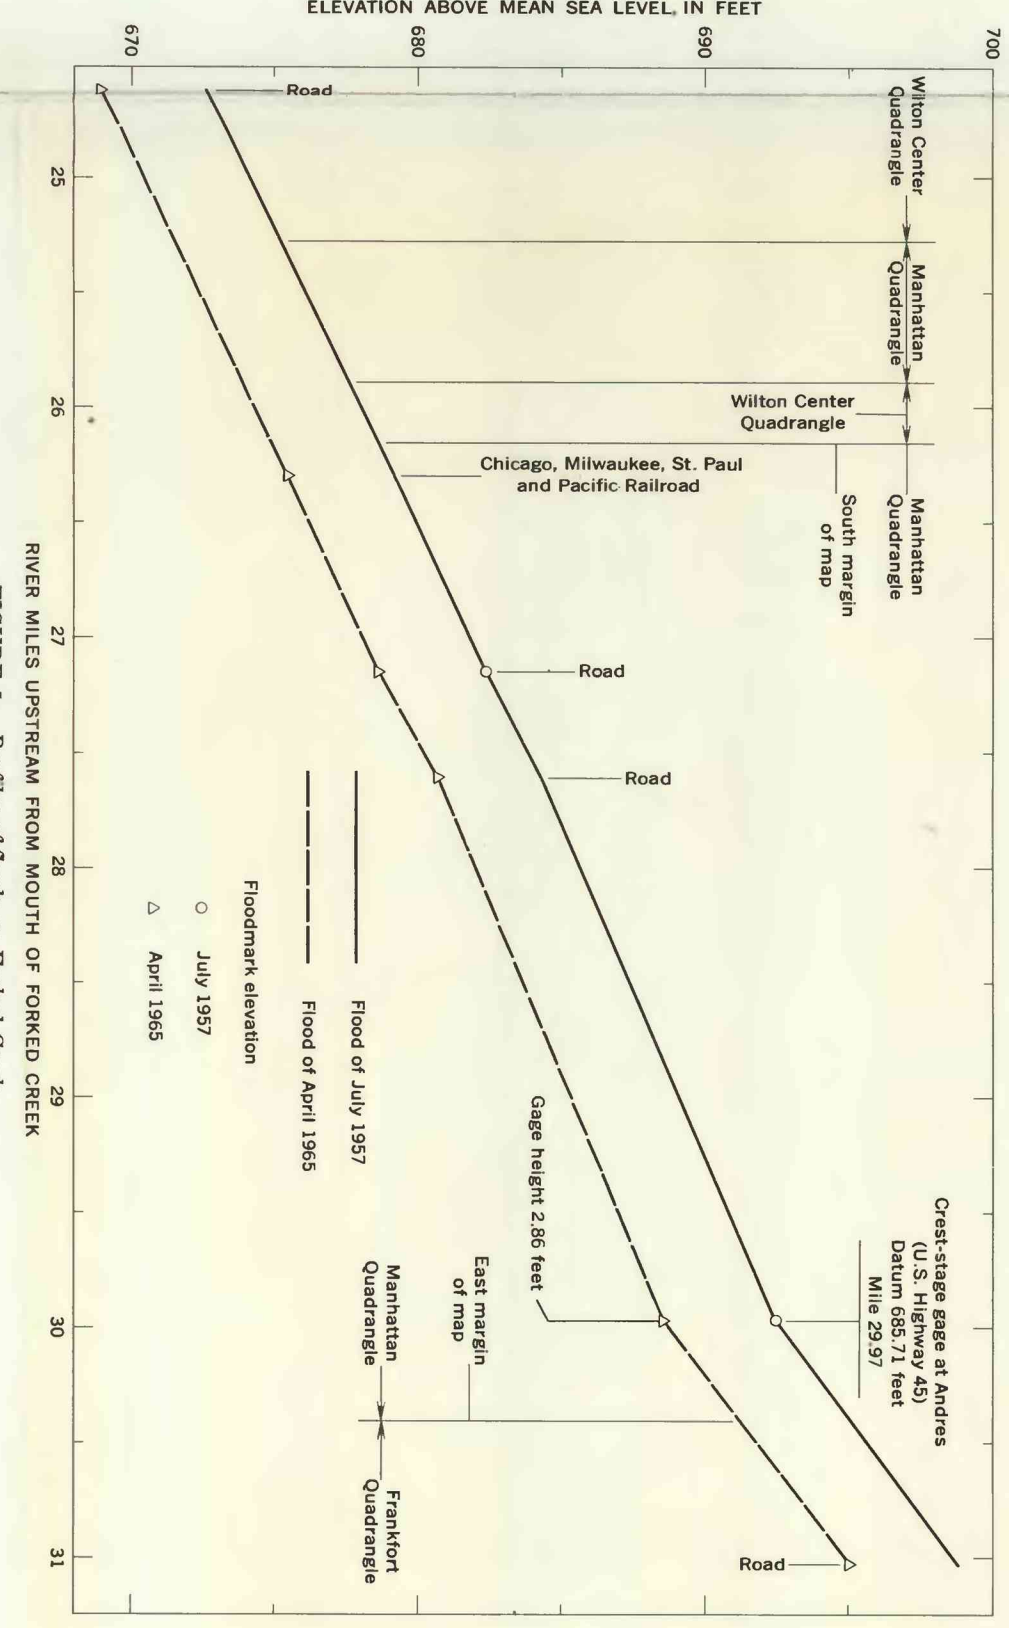 ELEVATION ABOVE MEAN SEA LEVEL, IN FEET
700
690
680
670
Wilton Center
Quadrangle
Manhattan
Quadrangle
Wilton Center
Quadrangle
Manhattan
Quadrangle
South margin
of map
Road
Chicago, Milwaukee, St. Paul
and Pacific Railroad
Road
Road
Crest-stage gage at Andres
(U.S. Highway 45)
Datum 685.71 feet
Mile 29.97
Gage height 2.86 feet
East margin
of map
Manhattan
Quadrangle
Frankfort
Quadrangle
Road
Flood of July 1957
Flood of April 1965
Floodmark elevation
July 1957
April 1965
25
26
27
28
29
30
31
RIVER MILES UPSTREAM FROM MOUTH OF FORKED CREEK